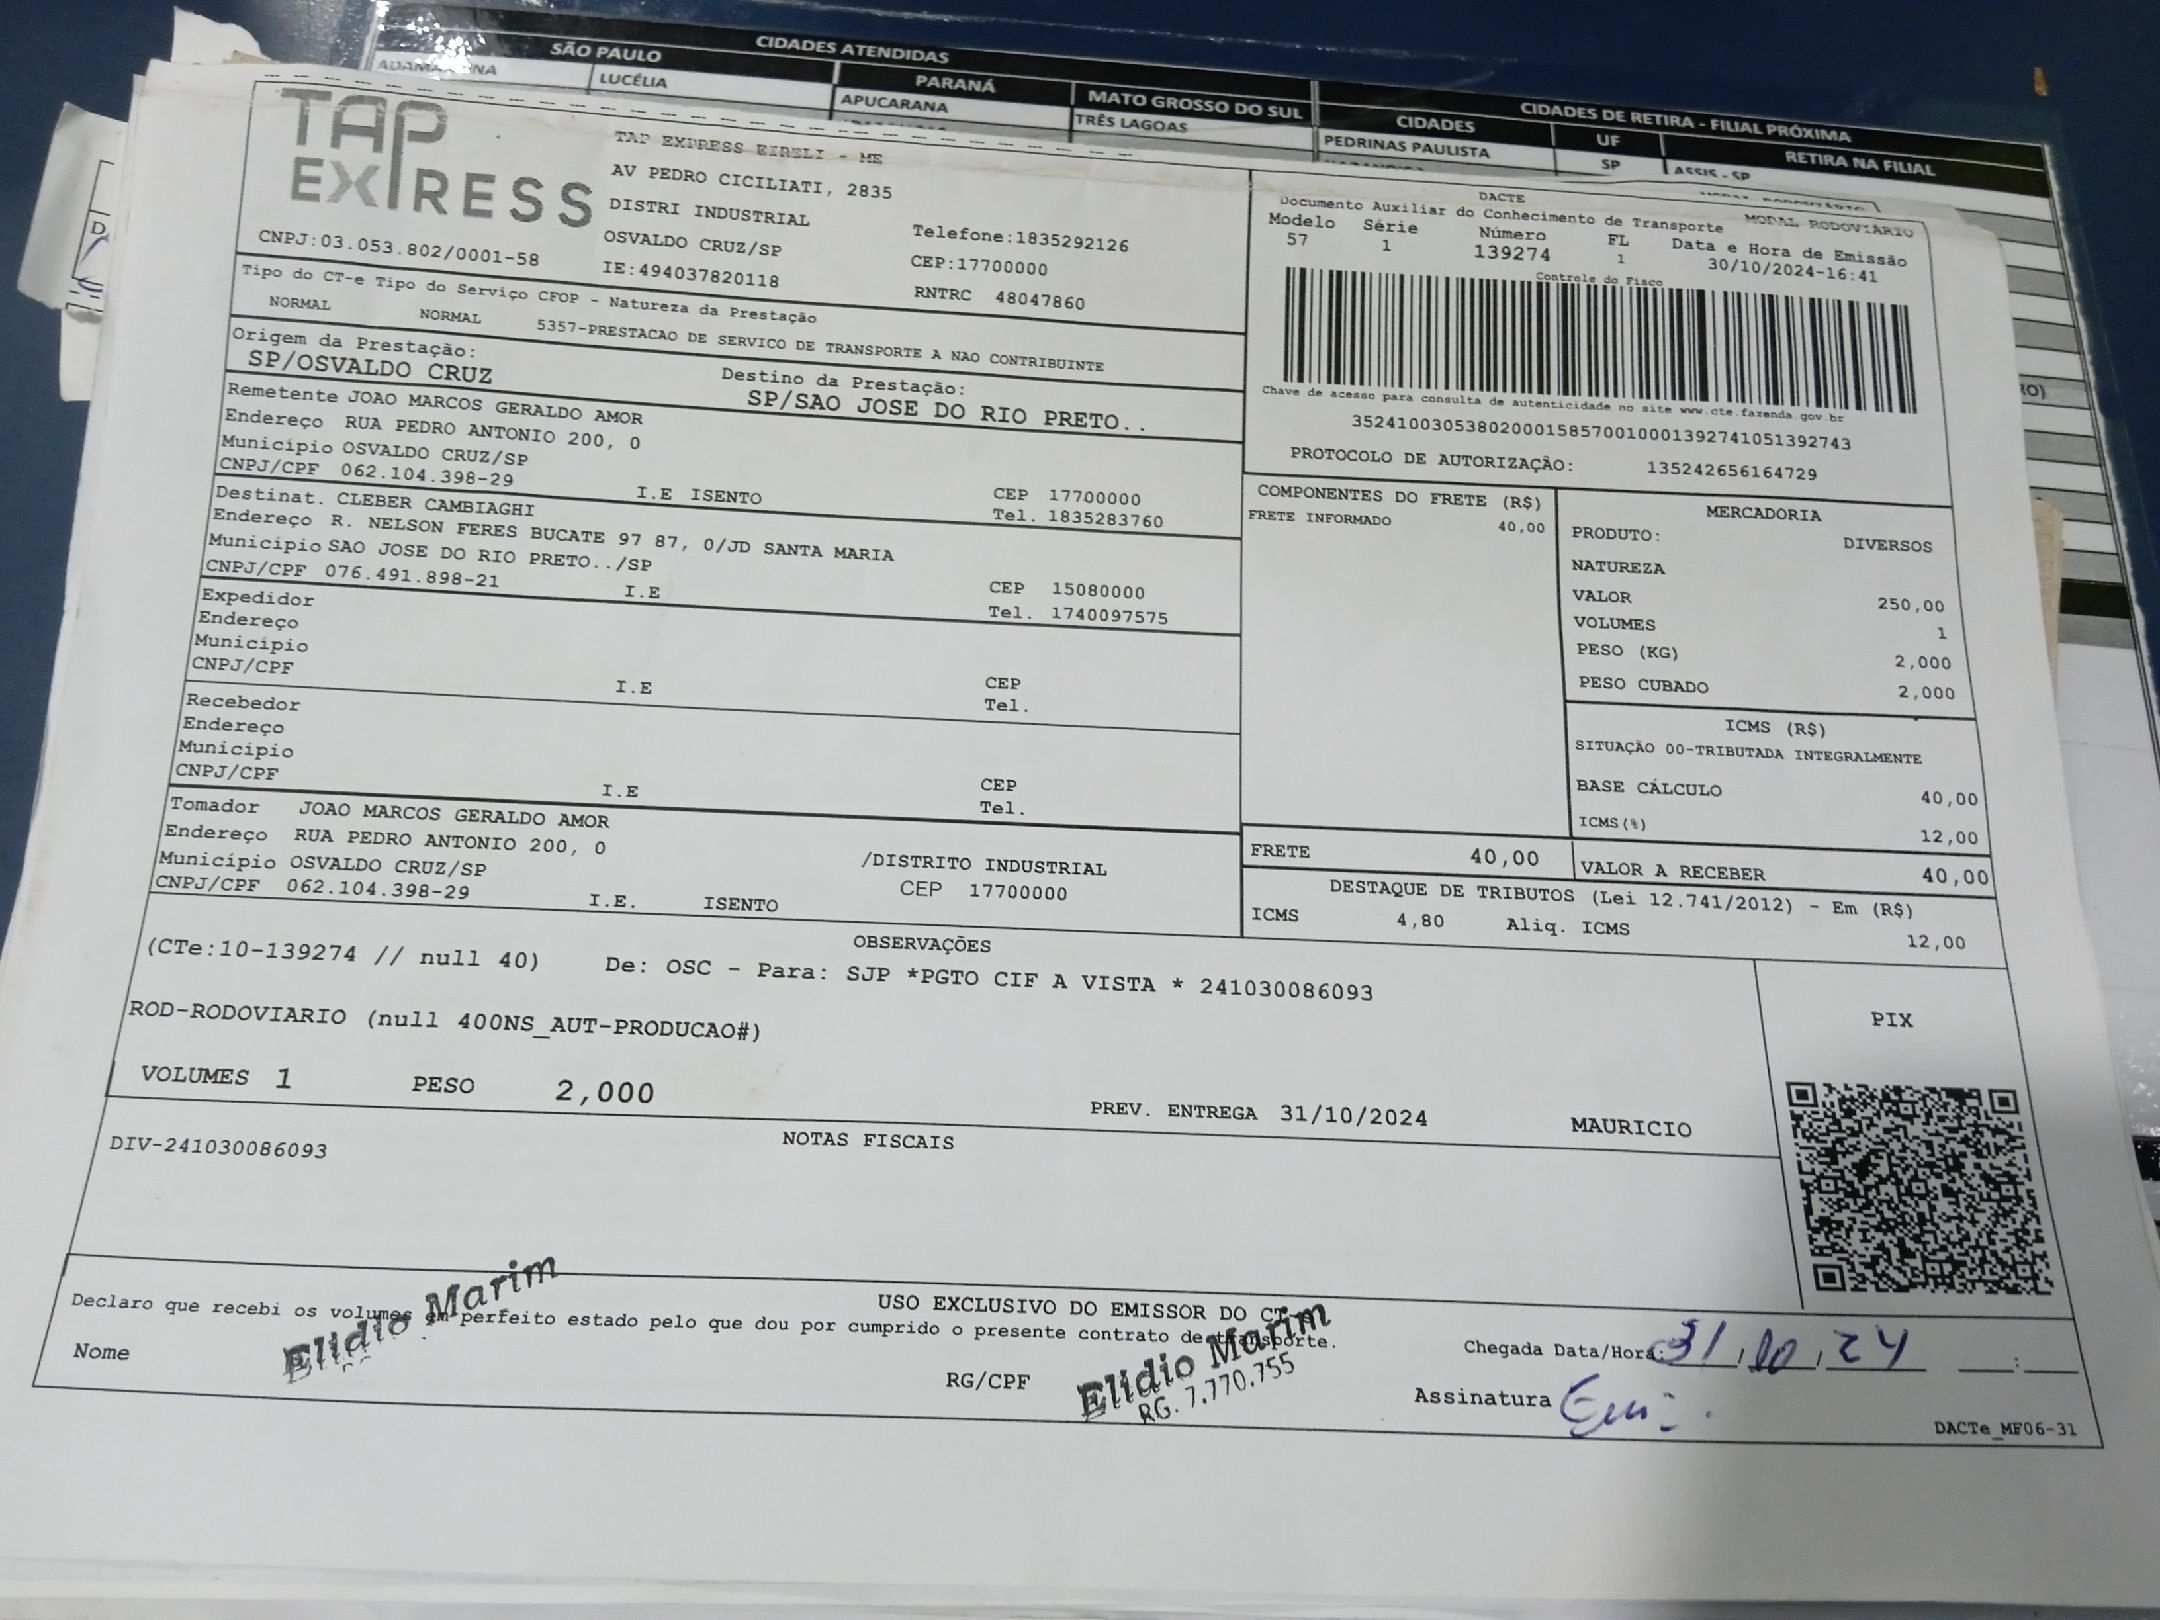 CIDADES ATENDIDAS
SÃO PAULO
PARANÁ
MATO GROSSO DO SUL
LUCÉLIA
APUCARANA
TRÊS LAGOAS
CIDADES DE RETIRA - FILIAL PRÓXIMA
CIDADES UF RETIRA NA FILIAL
PEDRINAS PAULISTA SP ASSIS - SP
TAP EXPRESS
TAP EXPRESS EIRELI - ME
AV PEDRO CICILIATI, 2835
DISTRI INDUSTRIAL Telefone:1835292126
OSVALDO CRUZ/SP CEP:17700000
CNPJ:03.053.802/0001-58 IE:494037820118 RNTRC 48047860
DACTE
Documento Auxiliar do Conhecimento de Transporte MODAL RODOVIÁRIO
Modelo Série Número FL Data e Hora de Emissão
57 1 139274 1 30/10/2024-16:41
Controle do Fisco
Chave de acesso para consulta de autenticidade no site www.cte.fazenda.gov.br
35241003053802000158570010001392741051392743
PROTOCOLO DE AUTORIZAÇÂO: 135242656164729
Tipo do CT-e Tipo do Serviço CFOP - Natureza da Prestação
NORMAL NORMAL 5357-PRESTACAO DE SERVICO DE TRANSPORTE A NAO CONTRIBUINTE
Origem da Prestação: Destino da Prestação:
SP/OSVALDO CRUZ SP/SAO JOSE DO RIO PRETO..
Remetente JOAO MARCOS GERALDO AMOR
Endereço RUA PEDRO ANTONIO 200, 0
Município OSVALDO CRUZ/SP CEP 17700000
CNPJ/CPF 062.104.398-29 I.E ISENTO Tel. 1835283760
Destinat. CLEBER CAMBIAGHI
Endereço R. NELSON FERES BUCATE 97 87, 0/JD SANTA MARIA
Município SAO JOSE DO RIO PRETO../SP CEP 15080000
CNPJ/CPF 076.491.898-21 I.E Tel. 1740097575
Expedidor
Endereço
Município CEP
CNPJ/CPF I.E Tel.
Recebedor
Endereço
Município CEP
CNPJ/CPF I.E Tel.
Tomador JOAO MARCOS GERALDO AMOR
Endereço RUA PEDRO ANTONIO 200, 0 /DISTRITO INDUSTRIAL
Município OSVALDO CRUZ/SP CEP 17700000
CNPJ/CPF 062.104.398-29 I.E. ISENTO
COMPONENTES DO FRETE (R$)
FRETE INFORMADO 40,00
MERCADORIA
PRODUTO: DIVERSOS
NATUREZA
VALOR 250,00
VOLUMES 1
PESO (KG) 2,000
PESO CUBADO 2,000
ICMS (R$)
SITUAÇÃO 00-TRIBUTADA INTEGRALMENTE
BASE CÁLCULO 40,00
ICMS(%) 12,00
FRETE 40,00 VALOR A RECEBER 40,00
DESTAQUE DE TRIBUTOS (Lei 12.741/2012) - Em (R$)
ICMS 4,80 Aliq. ICMS 12,00
OBSERVAÇÕES
(CTe:10-139274 // null 40) De: OSC - Para: SJP *PGTO CIF A VISTA * 241030086093
ROD-RODOVIARIO (null 400NS_AUT-PRODUCAO#)
VOLUMES 1 PESO 2,000 PREV. ENTREGA 31/10/2024 MAURICIO
PIX
NOTAS FISCAIS
DIV-241030086093
USO EXCLUSIVO DO EMISSOR DO CT
Declaro que recebi os volumes em perfeito estado pelo que dou por cumprido o presente contrato de transporte.
Nome Elidio Marim
RG/CPF Elidio Marim
RG. 7.770.755
Chegada Data/Hora: 31/10/24 :
Assinatura
DACTe_MF06-31